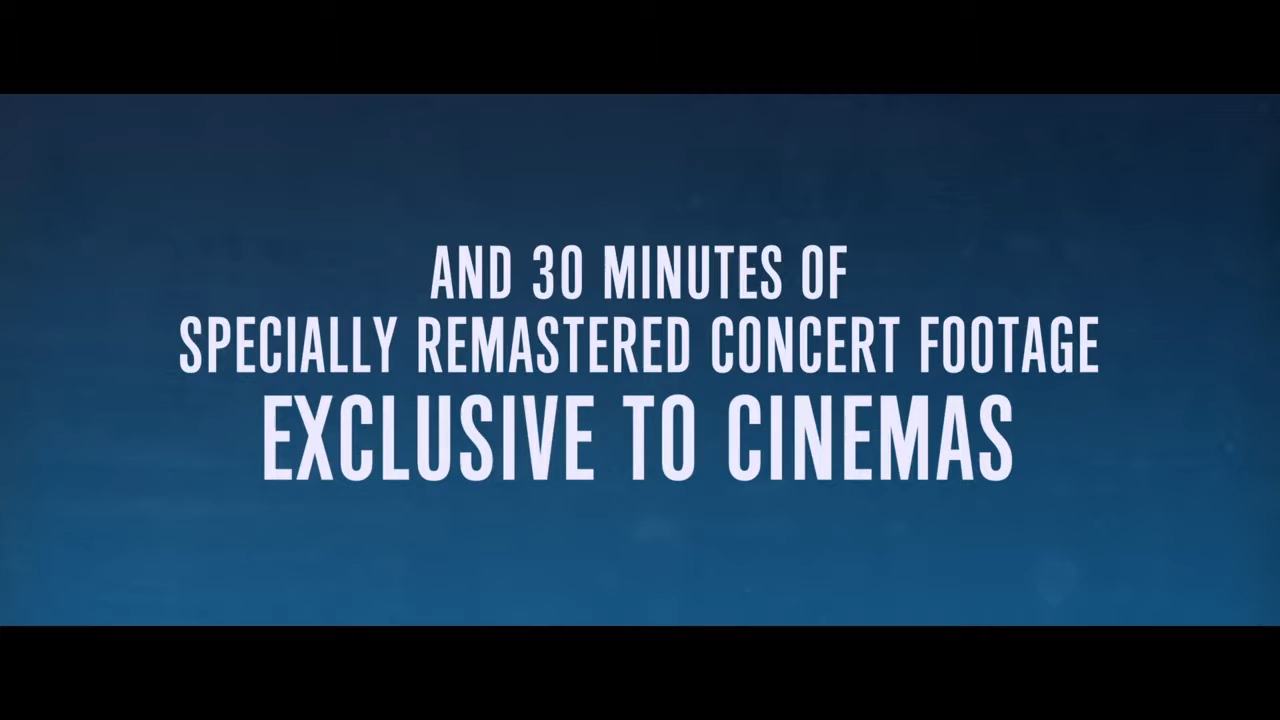 AND 30 MINUTES OF
SPECIALLY REMASTERED CONCERT FOOTAGE
EXCLUSIVE TO CINEMAS